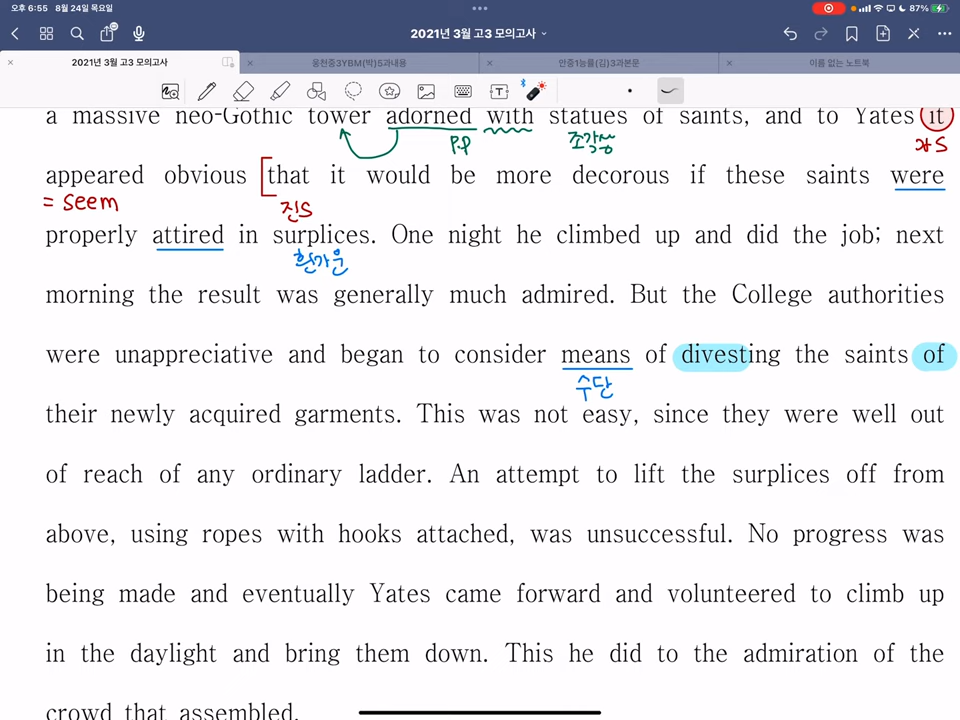 오후 6:55 8월 24일 목요일
87%
2021년 3월 고3 모의고사
2021년 3월 고3 모의고사
웅천중3YBM(박)5과내용
안중1능률(김)3과본문
이름 없는 노트북
a massive neo-Gothic tower adorned with statues of saints, and to Yates it
P.P
조각상
가S
appeared obvious [that it would be more decorous if these saints were
= seem
진S
properly attired in surplices. One night he climbed up and did the job; next
흰가운
morning the result was generally much admired. But the College authorities
were unappreciative and began to consider means of divesting the saints of
수단
their newly acquired garments. This was not easy, since they were well out
of reach of any ordinary ladder. An attempt to lift the surplices off from
above, using ropes with hooks attached, was unsuccessful. No progress was
being made and eventually Yates came forward and volunteered to climb up
in the daylight and bring them down. This he did to the admiration of the
crowd that assembled.